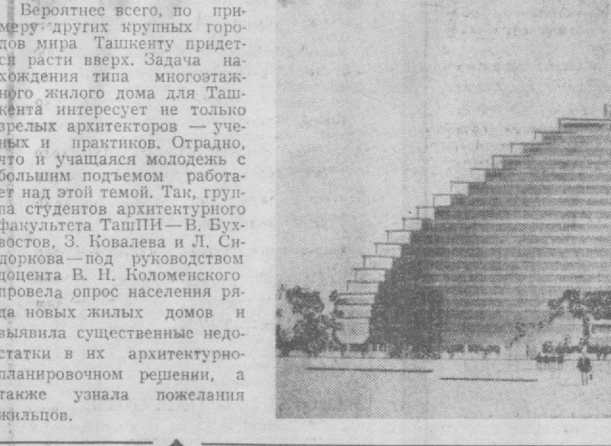 Вероятнее всего, по при-
меру других крупных горо-
дов мира Ташкенту придет-
ся расти вверх. Задача на-
хождения типа многоэтаж-
ного жилого дома для Таш-
кента интересует не только
зрелых архитекторов — уче-
ных и практиков. Отрадно,
что и учащаяся молодежь с
большим подъемом работа-
ет над этой темой. Так, груп-
па студентов архитектурного
факультета ТашПИ—В. Бух-
востов, З. Ковалева и Л. Си-
доркова—под руководством
доцента В. Н. Коломенского
провела опрос населения ря-
да новых жилых домов и
выявила существенные недо-
статки в их архитектурно-
планировочном решении, а
также узнала пожелания
жильцов.